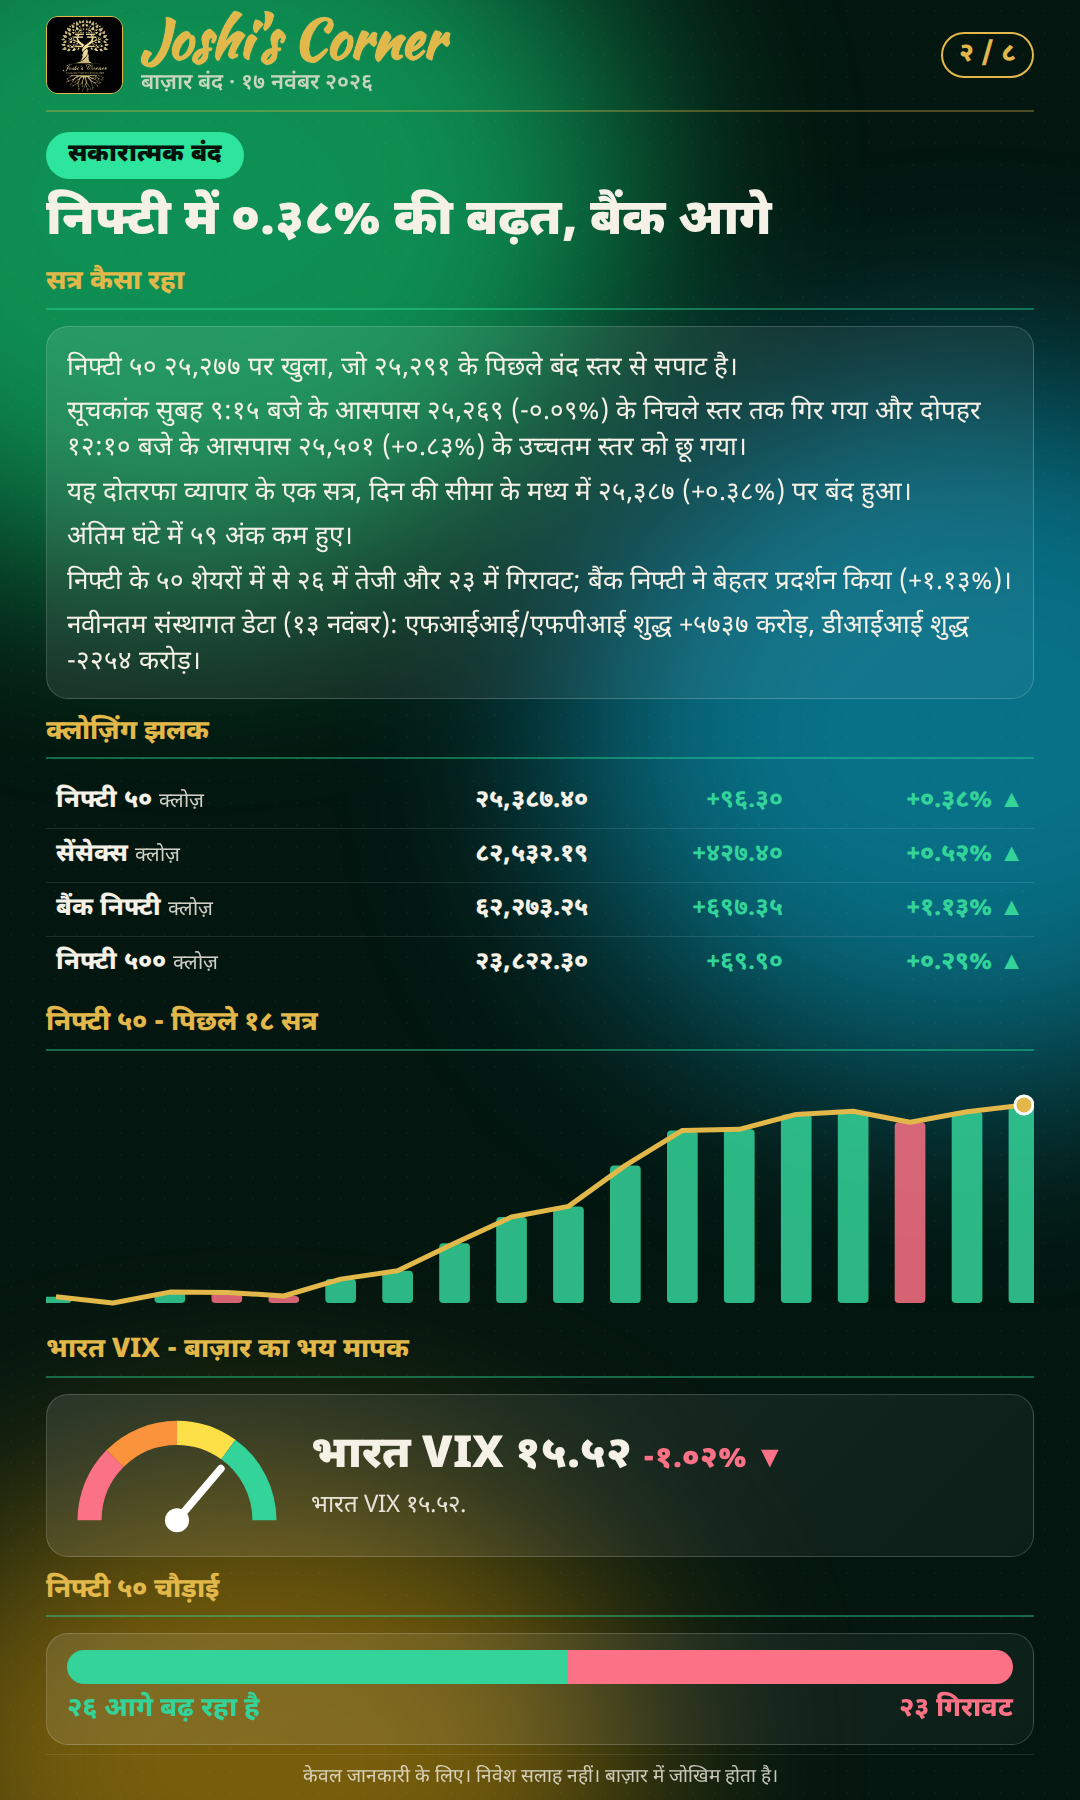 Joshi's Corner
Joshi's Corner
बाज़ार बंद · १७ नवंबर २०२६
२ / ८
सकारात्मक बंद
निफ्टी में ०.३८% की बढ़त, बैंक आगे
सत्र कैसा रहा
निफ्टी ५० २५,२७७ पर खुला, जो २५,२९१ के पिछले बंद स्तर से सपाट है।
सूचकांक सुबह ९:१५ बजे के आसपास २५,२६९ (-०.०९%) के निचले स्तर तक गिर गया और दोपहर
१२:१० बजे के आसपास २५,५०१ (+०.८३%) के उच्चतम स्तर को छू गया।
यह दोतरफा व्यापार के एक सत्र, दिन की सीमा के मध्य में २५,३८७ (+०.३८%) पर बंद हुआ।
अंतिम घंटे में ५९ अंक कम हुए।
निफ्टी के ५० शेयरों में से २६ में तेजी और २३ में गिरावट; बैंक निफ्टी ने बेहतर प्रदर्शन किया (+१.१३%)।
नवीनतम संस्थागत डेटा (१३ नवंबर): एफआईआई/एफपीआई शुद्ध +५७३७ करोड़, डीआईआई शुद्ध
-२२५४ करोड़।
क्लोज़िंग झलक
निफ्टी ५० क्लोज़ २५,३८७.४० +९६.३० +०.३८% ▲
सेंसेक्स क्लोज़ ८२,५३२.१९ +४२७.४० +०.५२% ▲
बैंक निफ्टी क्लोज़ ६२,२७३.२५ +६९७.३५ +१.१३% ▲
निफ्टी ५०० क्लोज़ २३,८२२.३० +६९.९० +०.२९% ▲
निफ्टी ५० - पिछले १८ सत्र
भारत VIX - बाज़ार का भय मापक
भारत VIX १५.५२ -१.०२% ▼
भारत VIX १५.५२.
निफ्टी ५० चौड़ाई
२६ आगे बढ़ रहा है
२३ गिरावट
केवल जानकारी के लिए। निवेश सलाह नहीं। बाज़ार में जोखिम होता है।